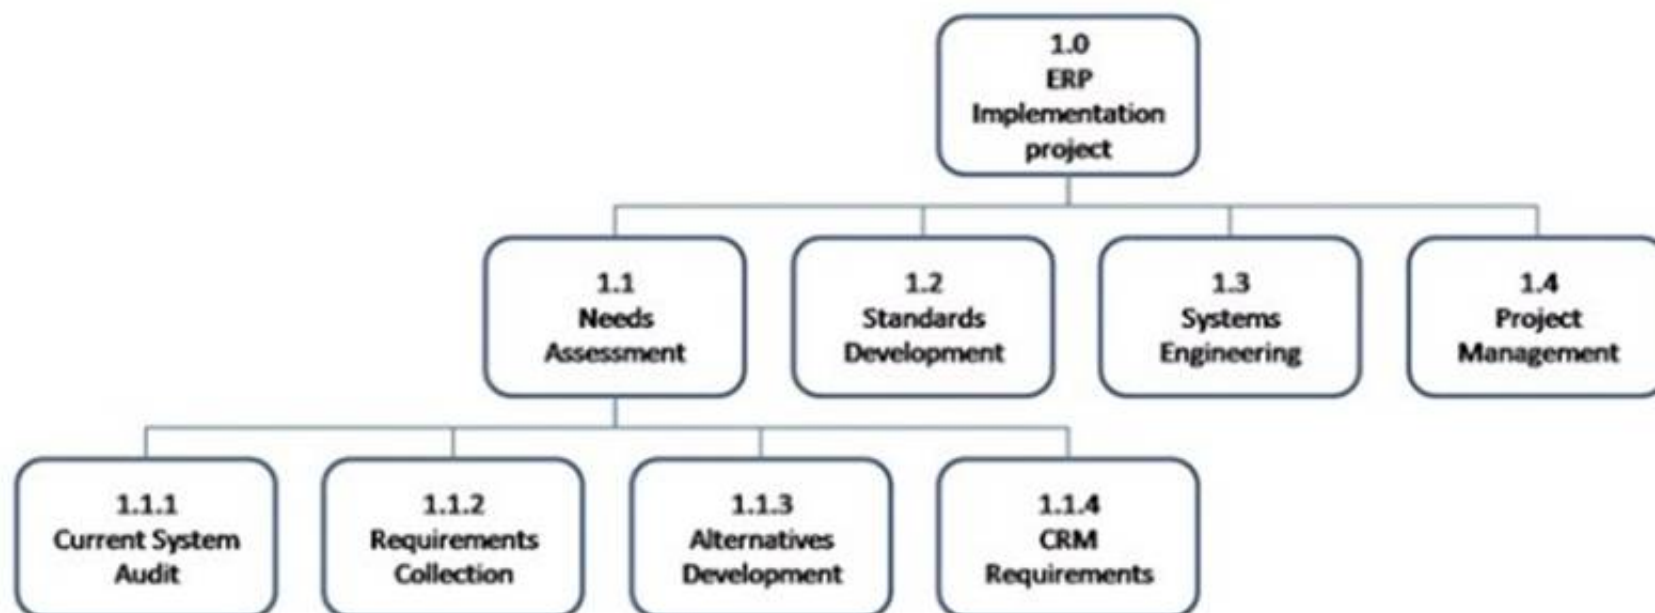 1.0
ERP
Implementation
project
1.1
Needs
Assessment
1.2
Standards
Development
1.3
Systems
Engineering
1.4
Project
Management
1.1.1
Current System
Audit
1.1.2
Requirements
Collection
1.1.3
Alternatives
Development
1.1.4
CRM
Requirements